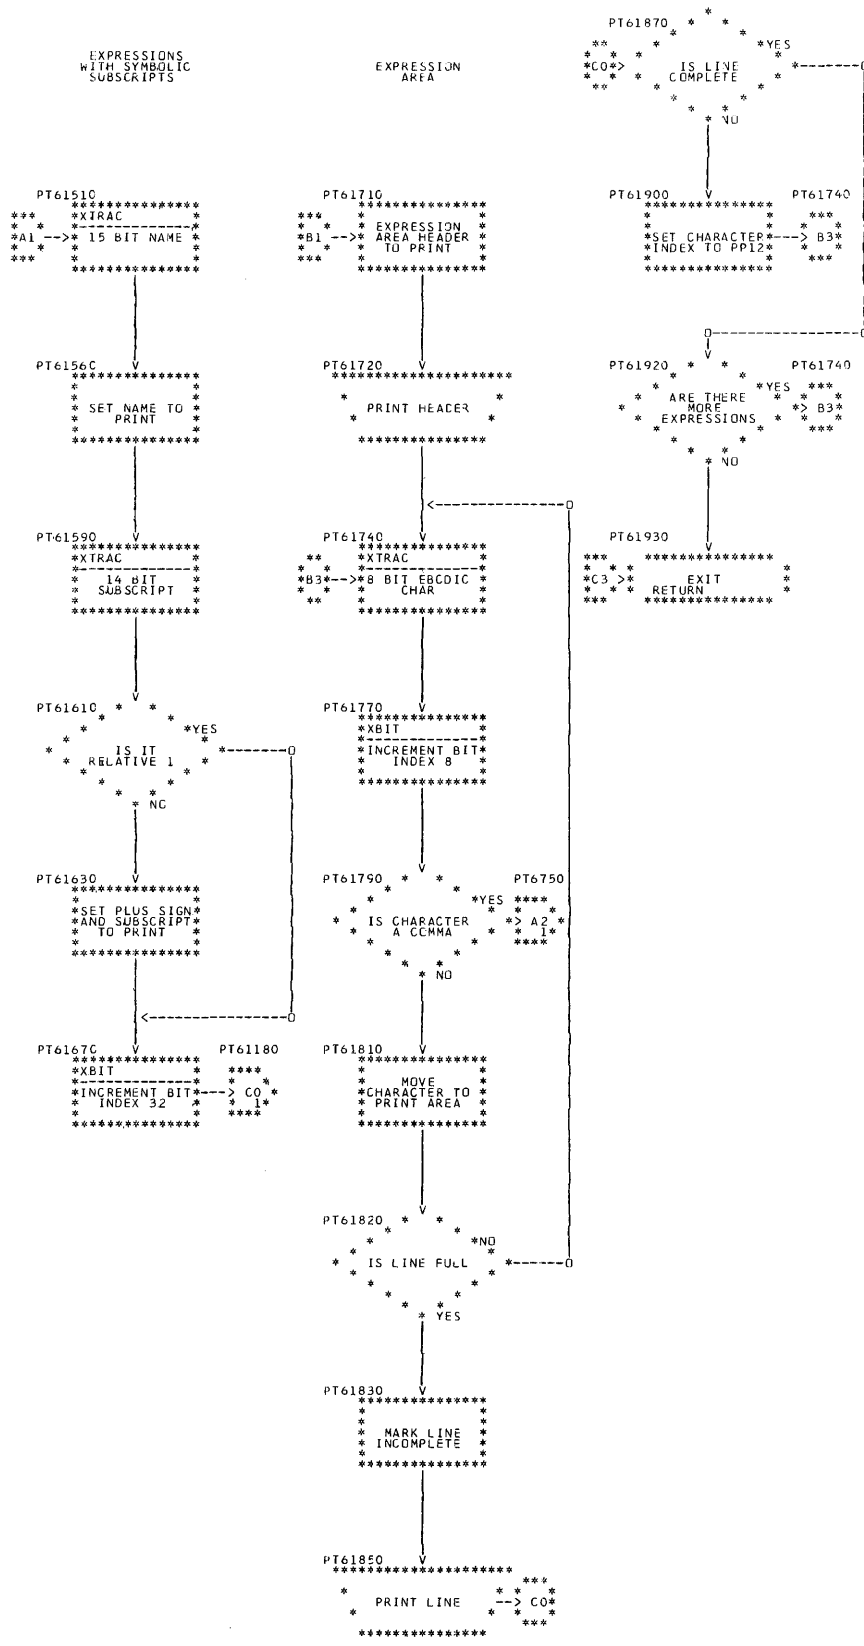 EXPRESSIONS
WITH SYMBOLIC
SUBSCRIPTS
PT61510
XTRAC
A1
15 BIT NAME
PT61560
SET NAME TO
PRINT
PT61590
XTRAC
14 BIT
SUBSCRIPT
PT61610
YES
IS IT
RELATIVE 1
NO
PT61630
SET PLUS SIGN
AND SUBSCRIPT
TO PRINT
PT61670
PT61180
XBIT
INCREMENT BIT
INDEX 32
C0
1
EXPRESSION
AREA
PT61710
B1
EXPRESSION
AREA HEADER
TO PRINT
PT61720
PRINT HEADER
PT61740
XTRAC
B3
8 BIT EBCDIC
CHAR
PT61770
XBIT
INCREMENT BIT
INDEX 8
PT61790
YES
PT6750
IS CHARACTER
A COMMA
A2
1
NO
PT61810
MOVE
CHARACTER TO
PRINT AREA
PT61820
NO
IS LINE FULL
YES
PT61830
MARK LINE
INCOMPLETE
PT61850
PRINT LINE
C0
PT61870
YES
C0
IS LINE
COMPLETE
NO
PT61900
PT61740
SET CHARACTER
INDEX TO PP12
B3
PT61920
PT61740
YES
ARE THERE
MORE
EXPRESSIONS
B3
NO
PT61930
C3
EXIT
RETURN